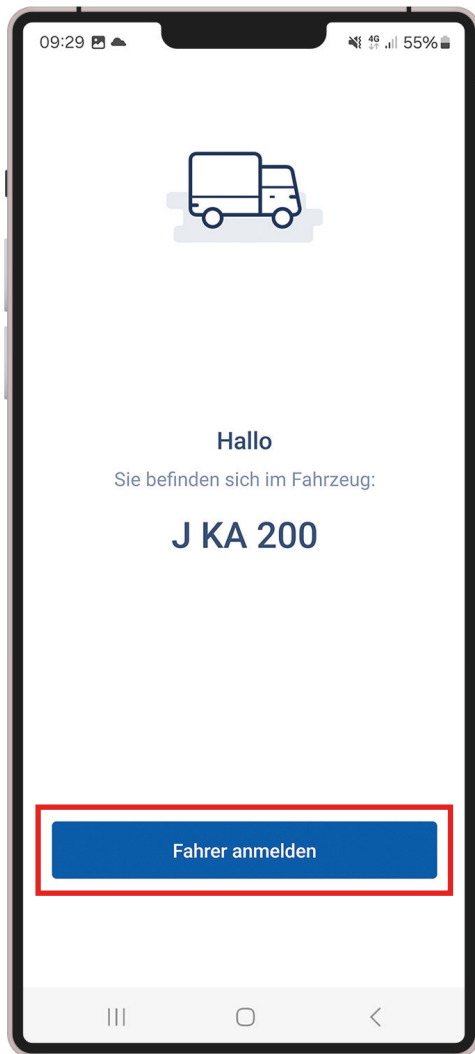 09:29 4G 55%
Hallo
Sie befinden sich im Fahrzeug:
J KA 200
Fahrer anmelden